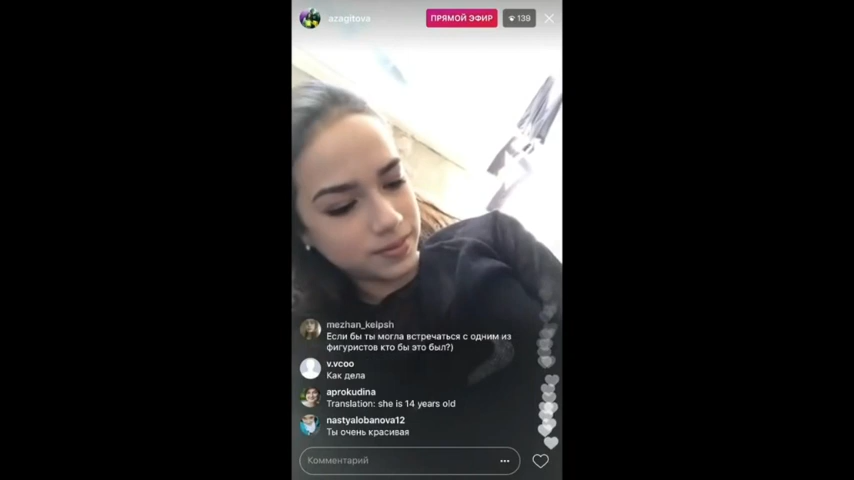 azagitova
ПРЯМОЙ ЭФИР
139
mezhan_keipsh
Если бы ты могла встречаться с одним из
фигуристов кто бы это был?)
v.vcoo
Как дела
aprokudina
Translation: she is 14 years old
nastyalobanova12
Ты очень красивая
Комментарий